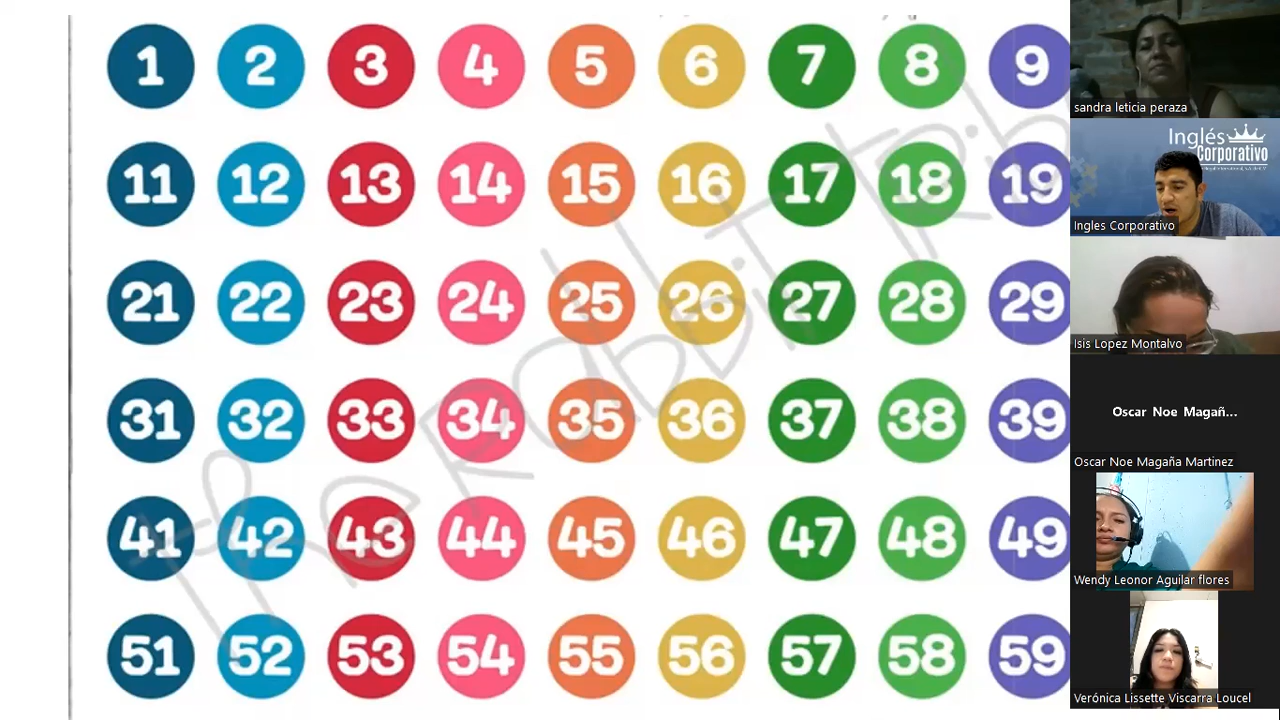 1 2 3 4 5 6 7 8 9
11 12 13 14 15 16 17 18 19
21 22 23 24 25 26 27 28 29
31 32 33 34 35 36 37 38 39
41 42 43 44 45 46 47 48 49
51 52 53 54 55 56 57 58 59
sandra leticia peraza
Inglés
Corporativo
Ingles Corporativo
Isis Lopez Montalvo
Oscar Noe Magañ...
Oscar Noe Magaña Martinez
Wendy Leonor Aguilar flores
Verónica Lissette Viscarra Loucel